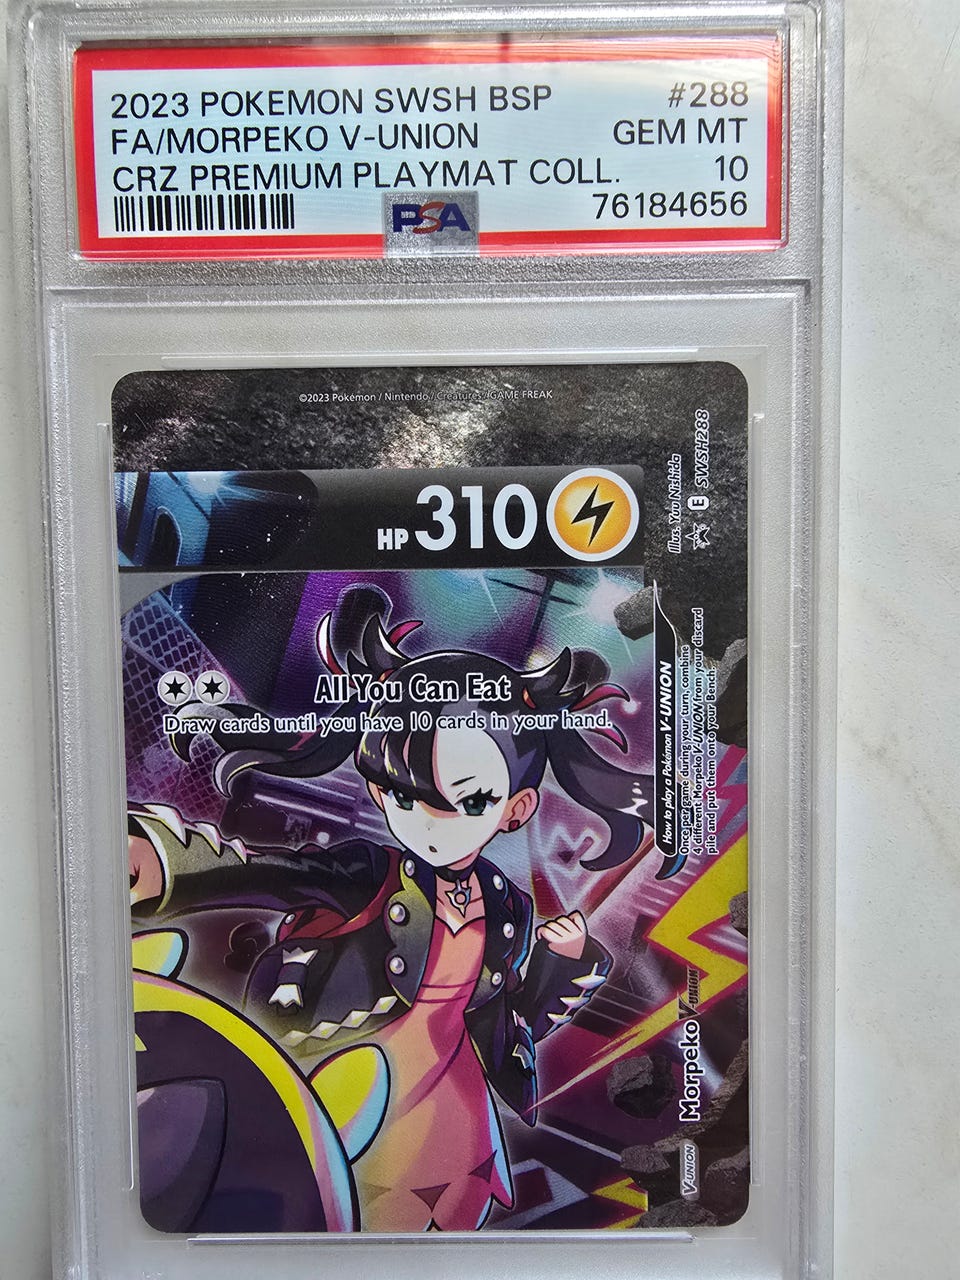 2023 POKEMON SWSH BSP #288
FA/MORPEKO V-UNION GEM MT
CRZ PREMIUM PLAYMAT COLL. 10
76184656
PSA
©2023 Pokémon / Nintendo / Creatures / GAME FREAK
HP 310
All You Can Eat
Draw cards until you have 10 cards in your hand.
Illus. Yuu Nishida
E SWSH288
How to play a Pokémon V-UNION
Once per game during your turn, combine
4 different Morpeko V-UNION from your discard
pile and put them onto your Bench.
Morpeko V-UNION
V-UNION